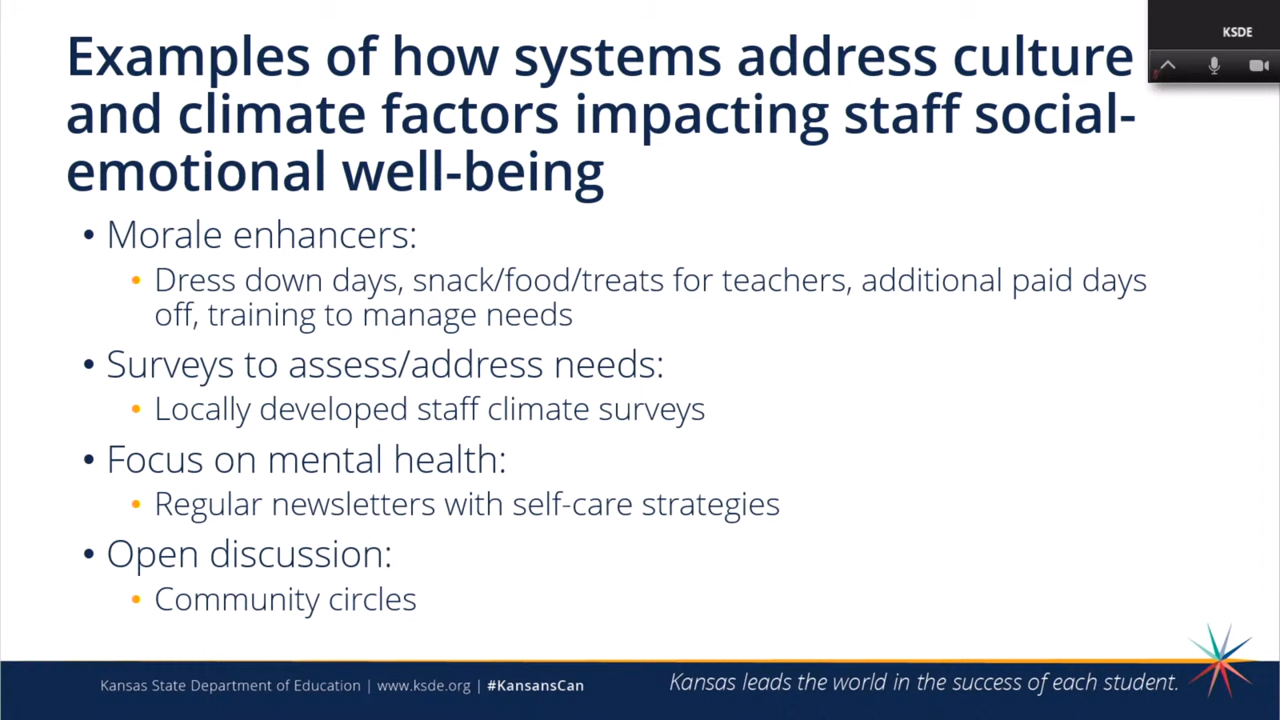 KSDE
Examples of how systems address culture
and climate factors impacting staff social-
emotional well-being
• Morale enhancers:
• Dress down days, snack/food/treats for teachers, additional paid days
off, training to manage needs
• Surveys to assess/address needs:
• Locally developed staff climate surveys
• Focus on mental health:
• Regular newsletters with self-care strategies
• Open discussion:
• Community circles
Kansas State Department of Education | www.ksde.org | #KansansCan
Kansas leads the world in the success of each student.